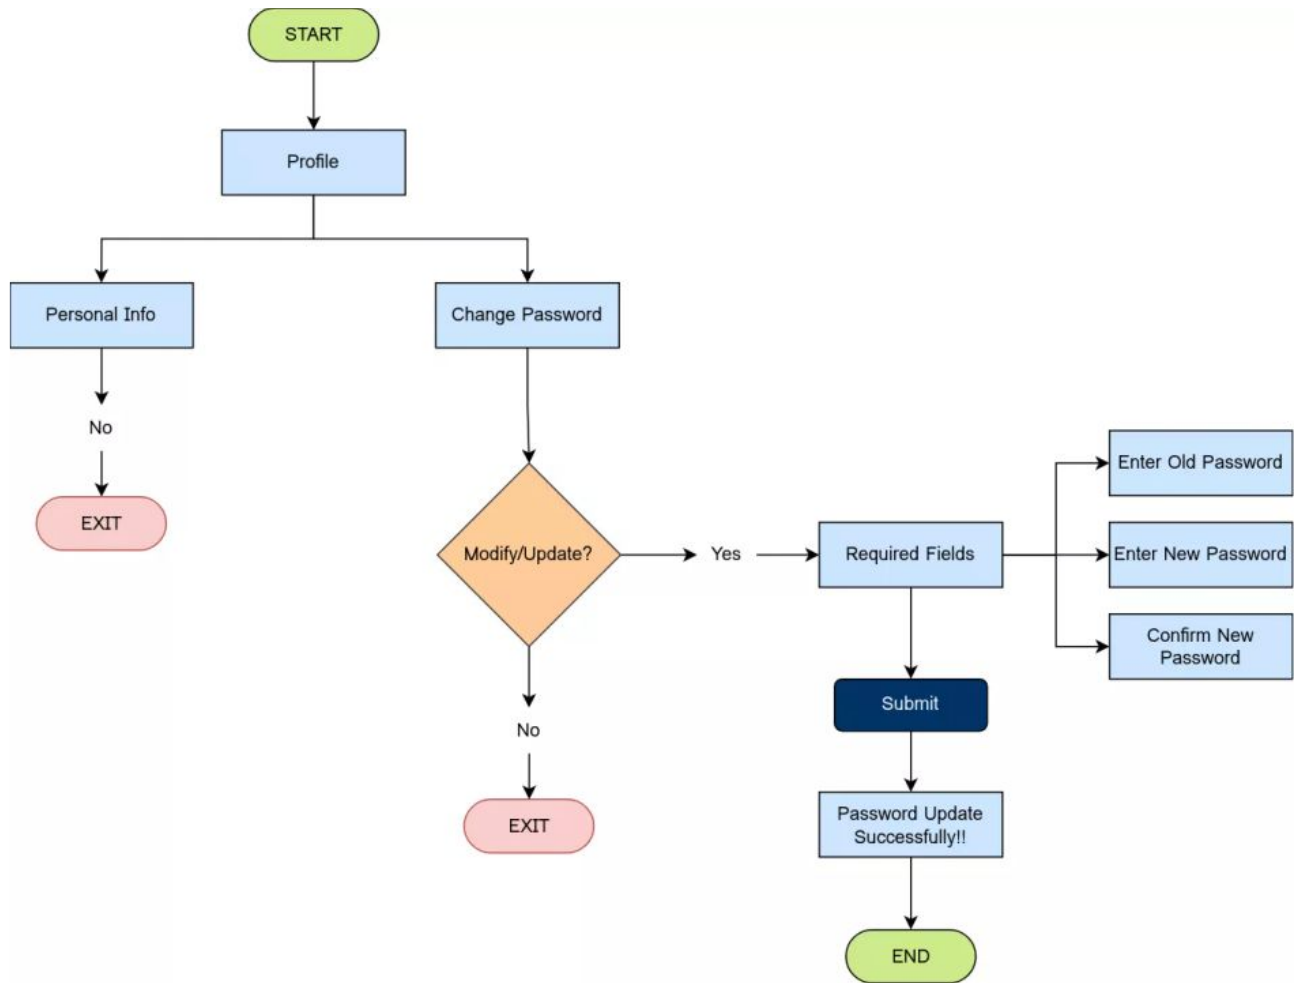 START
Profile
Personal Info
Change Password
No
EXIT
Modify/Update?
Yes
Required Fields
Enter Old Password
Enter New Password
Confirm New
Password
No
EXIT
Submit
Password Update
Successfully!!
END